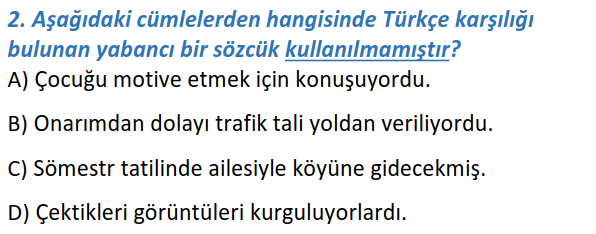 2. Aşağıdaki cümlelerden hangisinde Türkçe karşılığı
bulunan yabancı bir sözcük kullanılmamıştır?
A) Çocuğu motive etmek için konuşuyordu.
B) Onarımdan dolayı trafik tali yoldan veriliyordu.
C) Sömestr tatilinde ailesiyle köyüne gidecekmiş.
D) Çektikleri görüntüleri kurguluyorlardı.